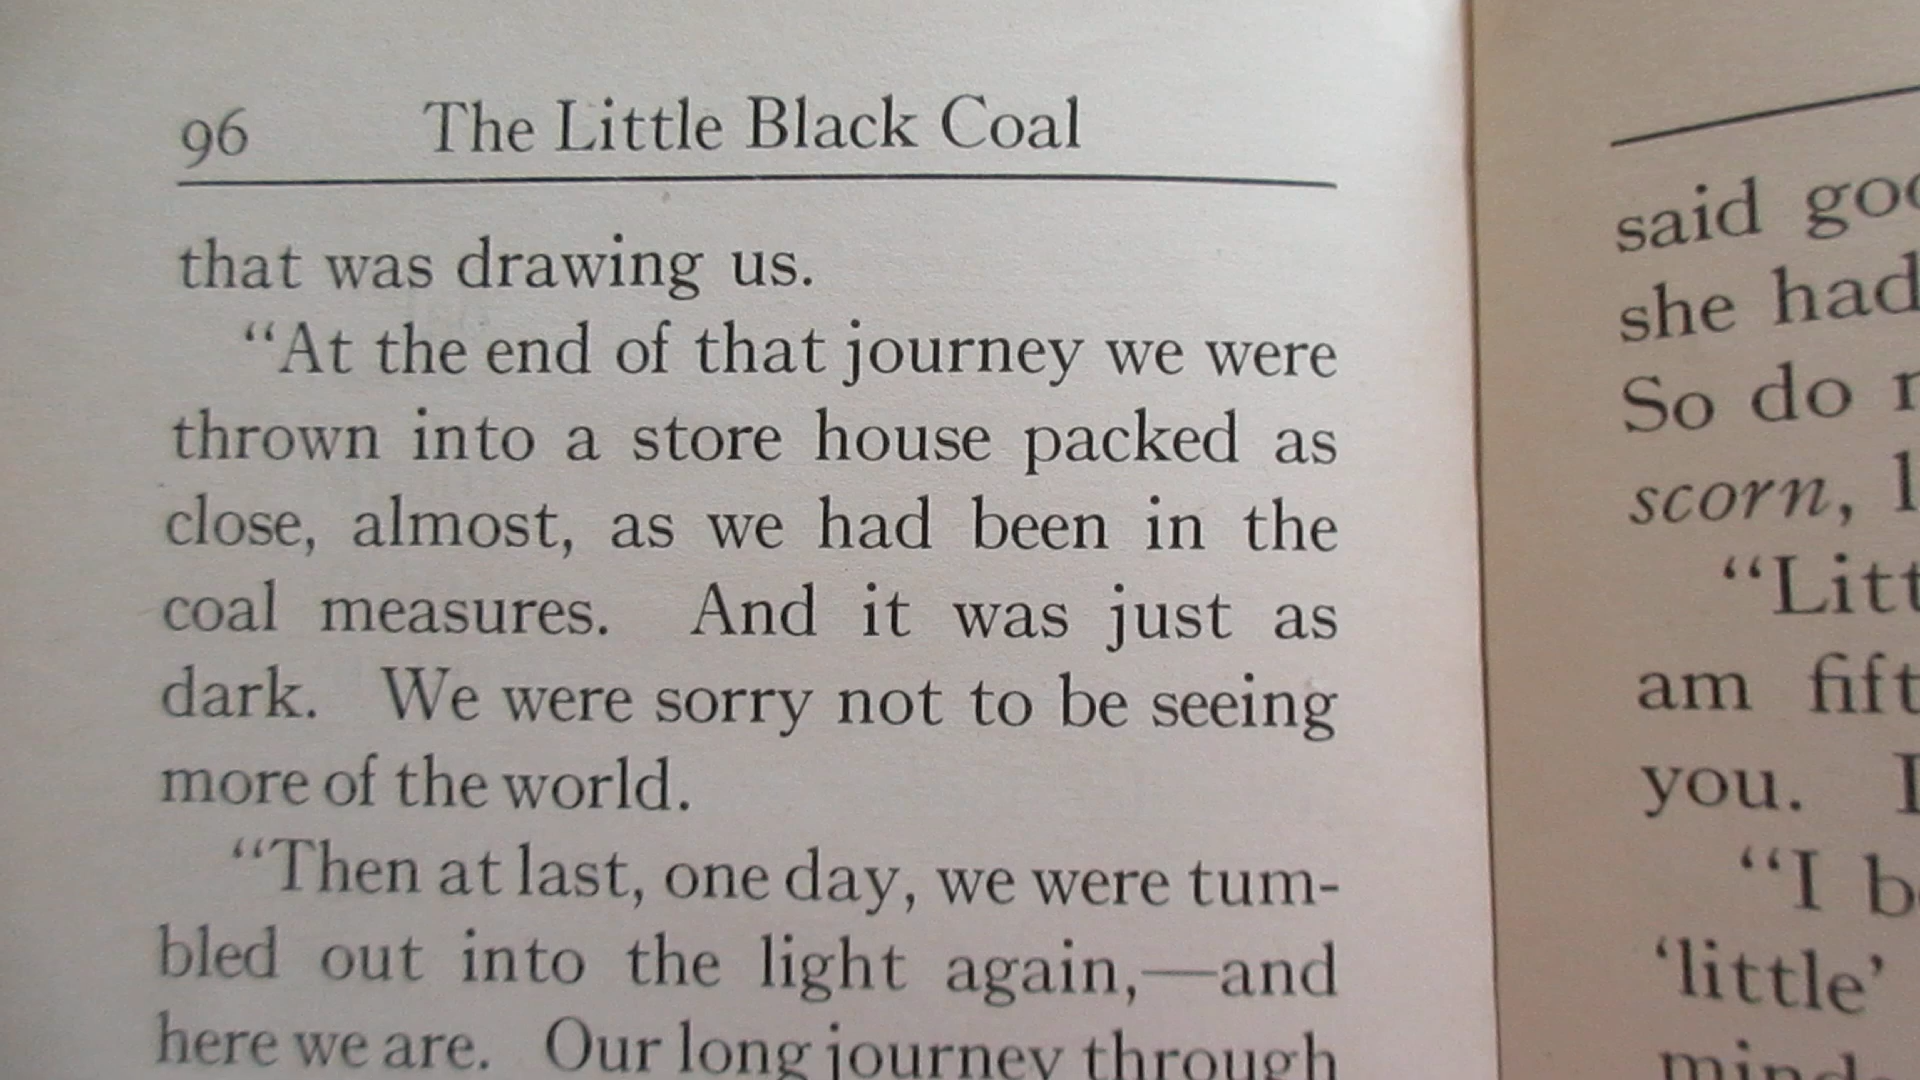 96 The Little Black Coal
that was drawing us.
“At the end of that journey we were
thrown into a store house packed as
close, almost, as we had been in the
coal measures. And it was just as
dark. We were sorry not to be seeing
more of the world.
“Then at last, one day, we were tum-
bled out into the light again,—and
here we are. Our long journey through
said
she had
So do
scorn,
“Litt
am fift
you. I
“I
‘little’